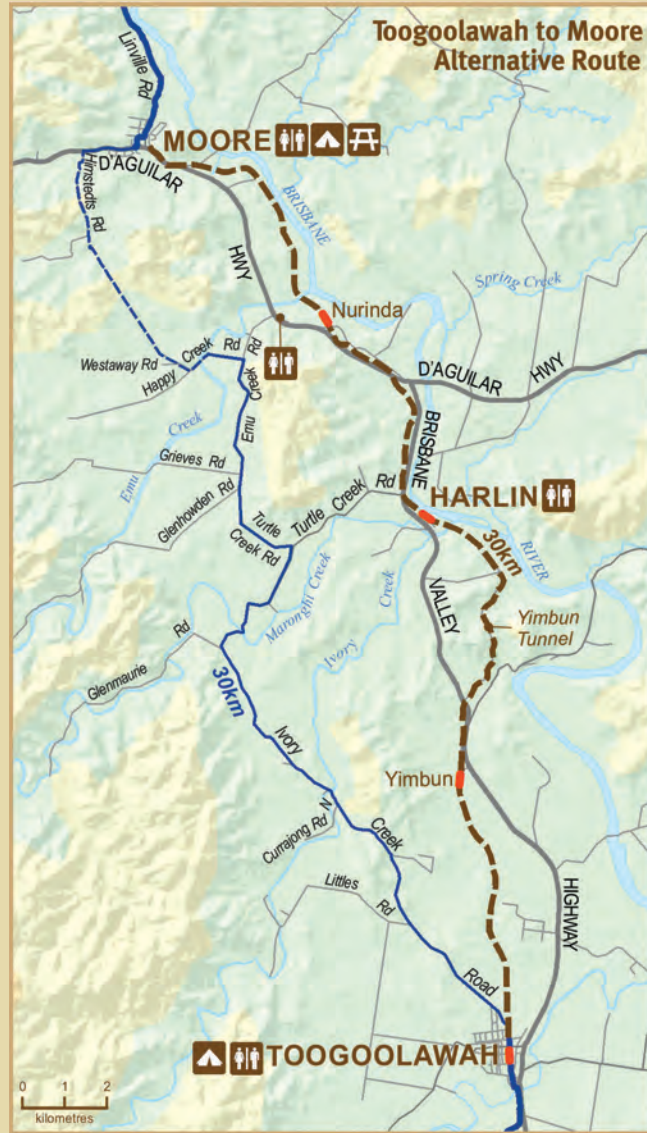 Toogoolawah to Moore
Alternative Route
Linville Rd
MOORE
D'AGUILAR
HWY
Himstedts Rd
BRISBANE
Spring Creek
Nurinda
Westaway Rd
Happy Creek Rd
Emu Creek Rd
D'AGUILAR HWY
Emu Creek
Grieves Rd
Glenhowden Rd
BRISBANE
Turtle Creek Rd
Turtle
Creek Rd
HARLIN
30km
RIVER
Maronghi Creek
Ivory Creek
VALLEY
Yimbun
Tunnel
Glenmaurie Rd
30km
Ivory
Creek
Road
Yimbun
Currajong Rd N
Littles Rd
HIGHWAY
TOOGOOLAWAH
0 1 2
kilometres